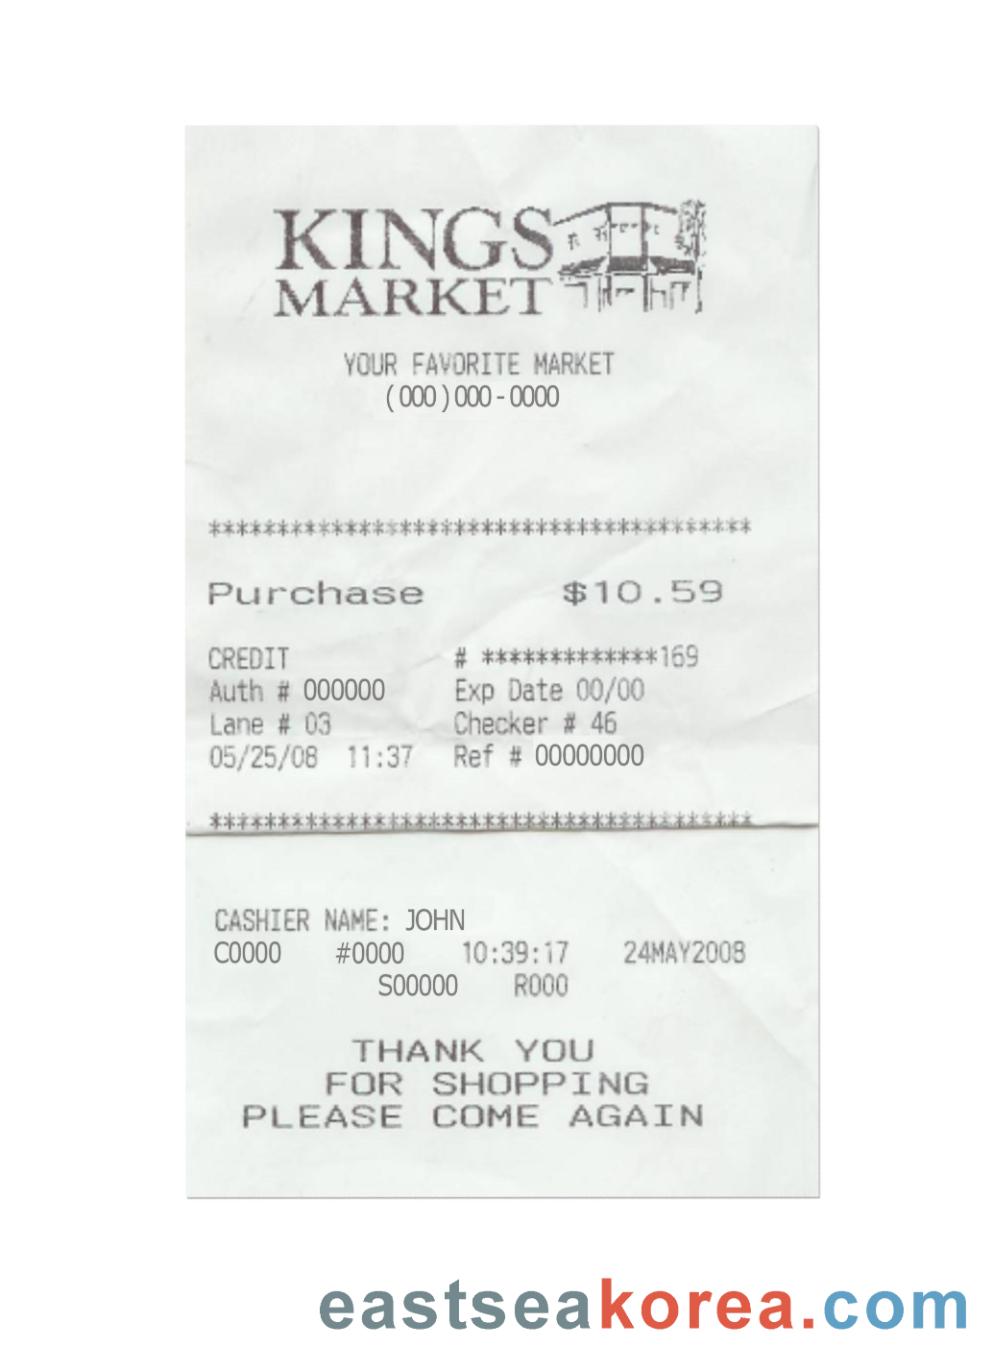 KINGS
MARKET
YOUR FAVORITE MARKET
(000)000-0000
****************************************
Purchase $10.59
CREDIT # *************169
Auth # 000000 Exp Date 00/00
Lane # 03 Checker # 46
05/25/08 11:37 Ref # 00000000
****************************************
CASHIER NAME: JOHN
C0000 #0000 10:39:17 24MAY2008
S00000 R000
THANK YOU
FOR SHOPPING
PLEASE COME AGAIN
eastseakorea.com